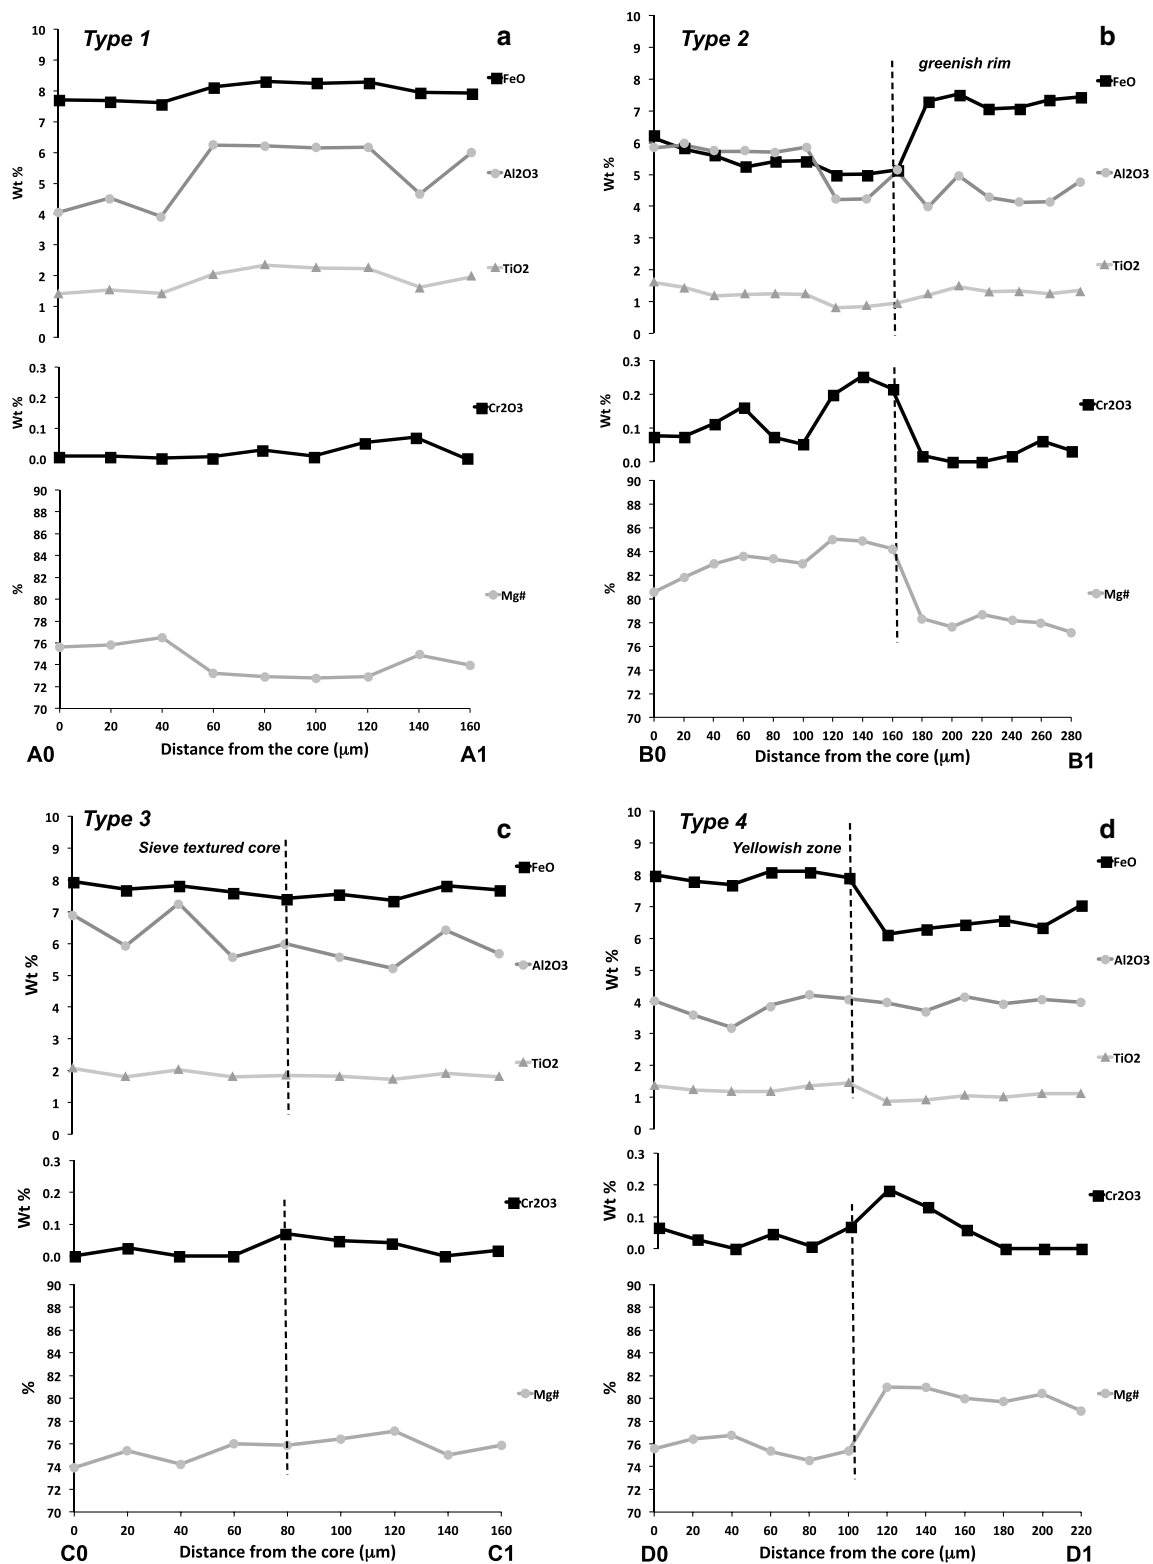 Type 1
a
10
9
8
7
6
5
4
3
2
1
0
Wt %
FeO
Al2O3
TiO2
0.3
0.2
0.1
0.0
Wt %
Cr2O3
90
88
86
84
82
80
78
76
74
72
70
%
Mg#
0 20 40 60 80 100 120 140 160
Distance from the core (μm)
A0 A1
Type 2
b
greenish rim
10
9
8
7
6
5
4
3
2
1
0
Wt %
FeO
Al2O3
TiO2
0.3
0.2
0.1
0.0
Wt %
Cr2O3
90
88
86
84
82
80
78
76
74
72
70
%
Mg#
0 20 40 60 80 100 120 140 160 180 200 220 240 260 280
Distance from the core (μm)
B0 B1
Type 3
c
Sieve textured core
10
9
8
7
6
5
4
3
2
1
0
Wt %
FeO
Al2O3
TiO2
0.3
0.2
0.1
0.0
Wt %
Cr2O3
90
88
86
84
82
80
78
76
74
72
70
%
Mg#
0 20 40 60 80 100 120 140 160
Distance from the core (μm)
C0 C1
Type 4
d
Yellowish zone
10
9
8
7
6
5
4
3
2
1
0
Wt %
FeO
Al2O3
TiO2
0.3
0.2
0.1
0.0
Wt %
Cr2O3
90
88
86
84
82
80
78
76
74
72
70
%
Mg#
0 20 40 60 80 100 120 140 160 180 200 220
Distance from the core (μm)
D0 D1